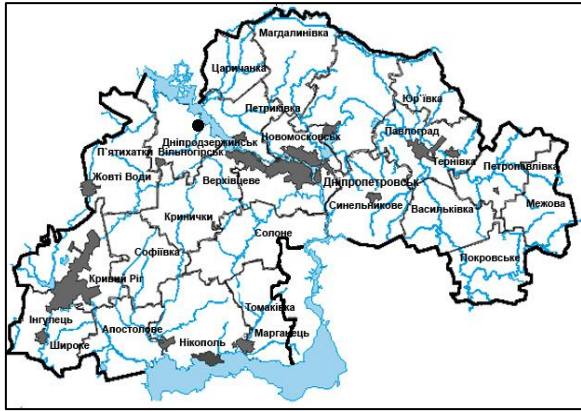 Магдалинівка
Царичанка
Юр’ївка
Петриківка
Новомосковськ
Павлоград
Дніпродзержинськ
П’ятихатки
Вільногірськ
Тернівка
Петропавлівка
Жовті Води
Верхівцеве
Дніпропетровськ
Синельникове
Васильківка
Межова
Кринички
Солоне
Софіївка
Покровське
Кривий Ріг
Томаківка
Інгулець
Апостолове
Марганець
Широке
Нікополь